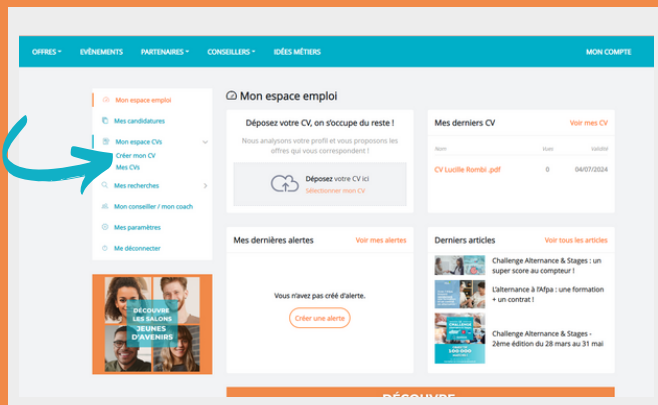 OFFRES
EVÈNEMENTS
PARTENAIRES
CONSEILLERS
IDÉES MÉTIERS
MON COMPTE
Mon espace emploi
Mes candidatures
Mon espace CVs
Créer mon CV
Mes CVs
Mes recherches
Mon conseiller / mon coach
Mes paramètres
Me déconnecter
DÉCOUVRE
LES SALONS
JEUNES
D'AVENIRS
Mon espace emploi
Déposez votre CV, on s'occupe du reste !
Nous analysons votre profil et vous proposons les
offres qui vous correspondent !
Déposez votre CV ici
Sélectionner mon CV
Mes derniers CV
Voir mes CV
Nom
Vues
Validité
CV Lucille Rombi .pdf
0
04/07/2024
Mes dernières alertes
Voir mes alertes
Vous n'avez pas créé d'alerte.
Créer une alerte
Derniers articles
Voir tous les articles
Challenge Alternance & Stages : un
super score au compteur !
L'alternance à l'Afpa : une formation
+ un contrat !
Challenge Alternance & Stages -
2ème édition du 28 mars au 31 mai
DÉCOUVRE